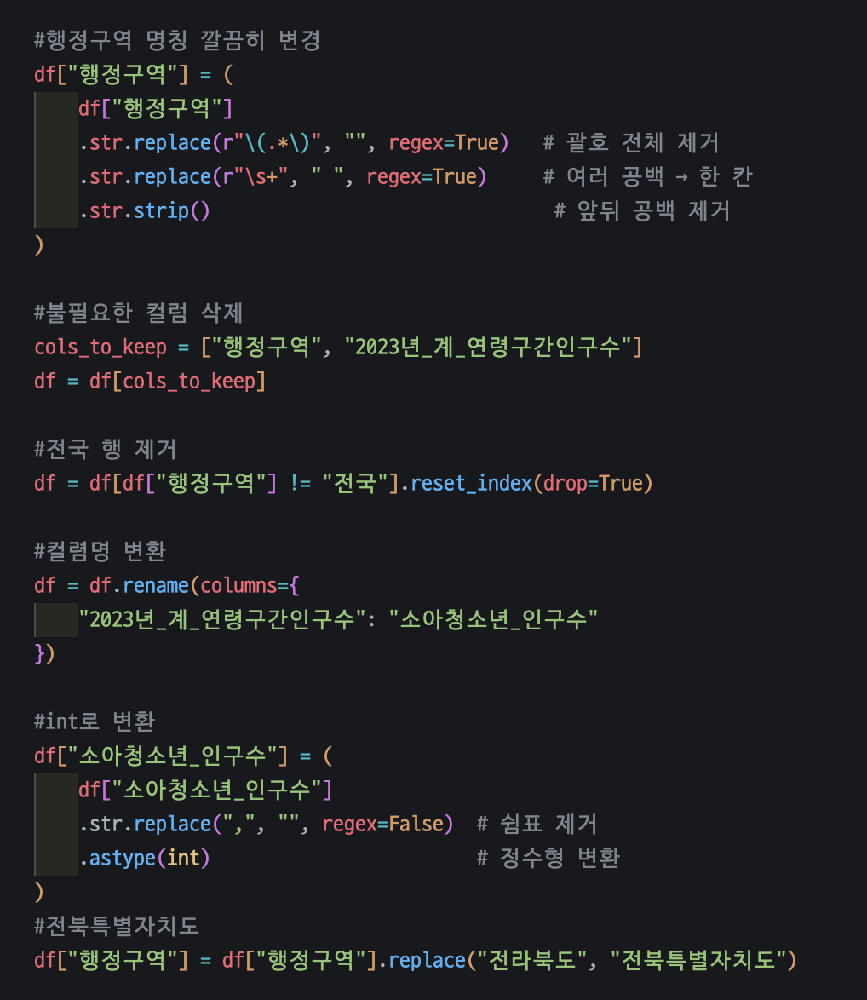 #행정구역 명칭 깔끔히 변경
df["행정구역"] = (
    df["행정구역"]
    .str.replace(r"\(.*\)", "", regex=True)   # 괄호 전체 제거
    .str.replace(r"\s+", " ", regex=True)     # 여러 공백 → 한 칸
    .str.strip()                               # 앞뒤 공백 제거
)

#불필요한 컬럼 삭제
cols_to_keep = ["행정구역", "2023년_계_연령구간인구수"]
df = df[cols_to_keep]

#전국 행 제거
df = df[df["행정구역"] != "전국"].reset_index(drop=True)

#컬렴명 변환
df = df.rename(columns={
    "2023년_계_연령구간인구수": "소아청소년_인구수"
})

#int로 변환
df["소아청소년_인구수"] = (
    df["소아청소년_인구수"]
    .str.replace(",", "", regex=False)  # 쉼표 제거
    .astype(int)                        # 정수형 변환
)
#전북특별자치도
df["행정구역"] = df["행정구역"].replace("전라북도", "전북특별자치도")